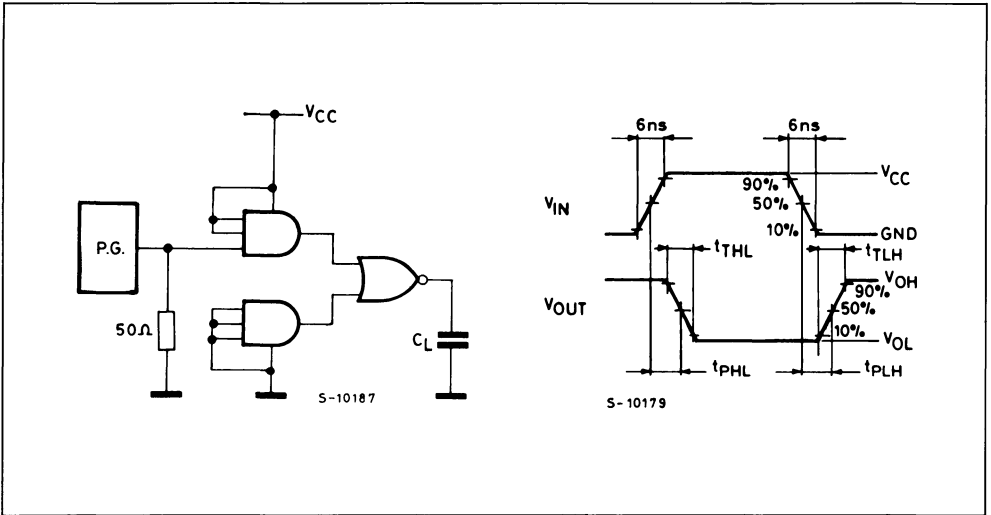 VCC
P.G.
50Ω
CL
S-10187
6ns
6ns
VIN
90%
50%
10%
VCC
GND
tTHL
tTLH
VOUT
VOH
90%
50%
10%
VOL
tPHL
tPLH
S-10179